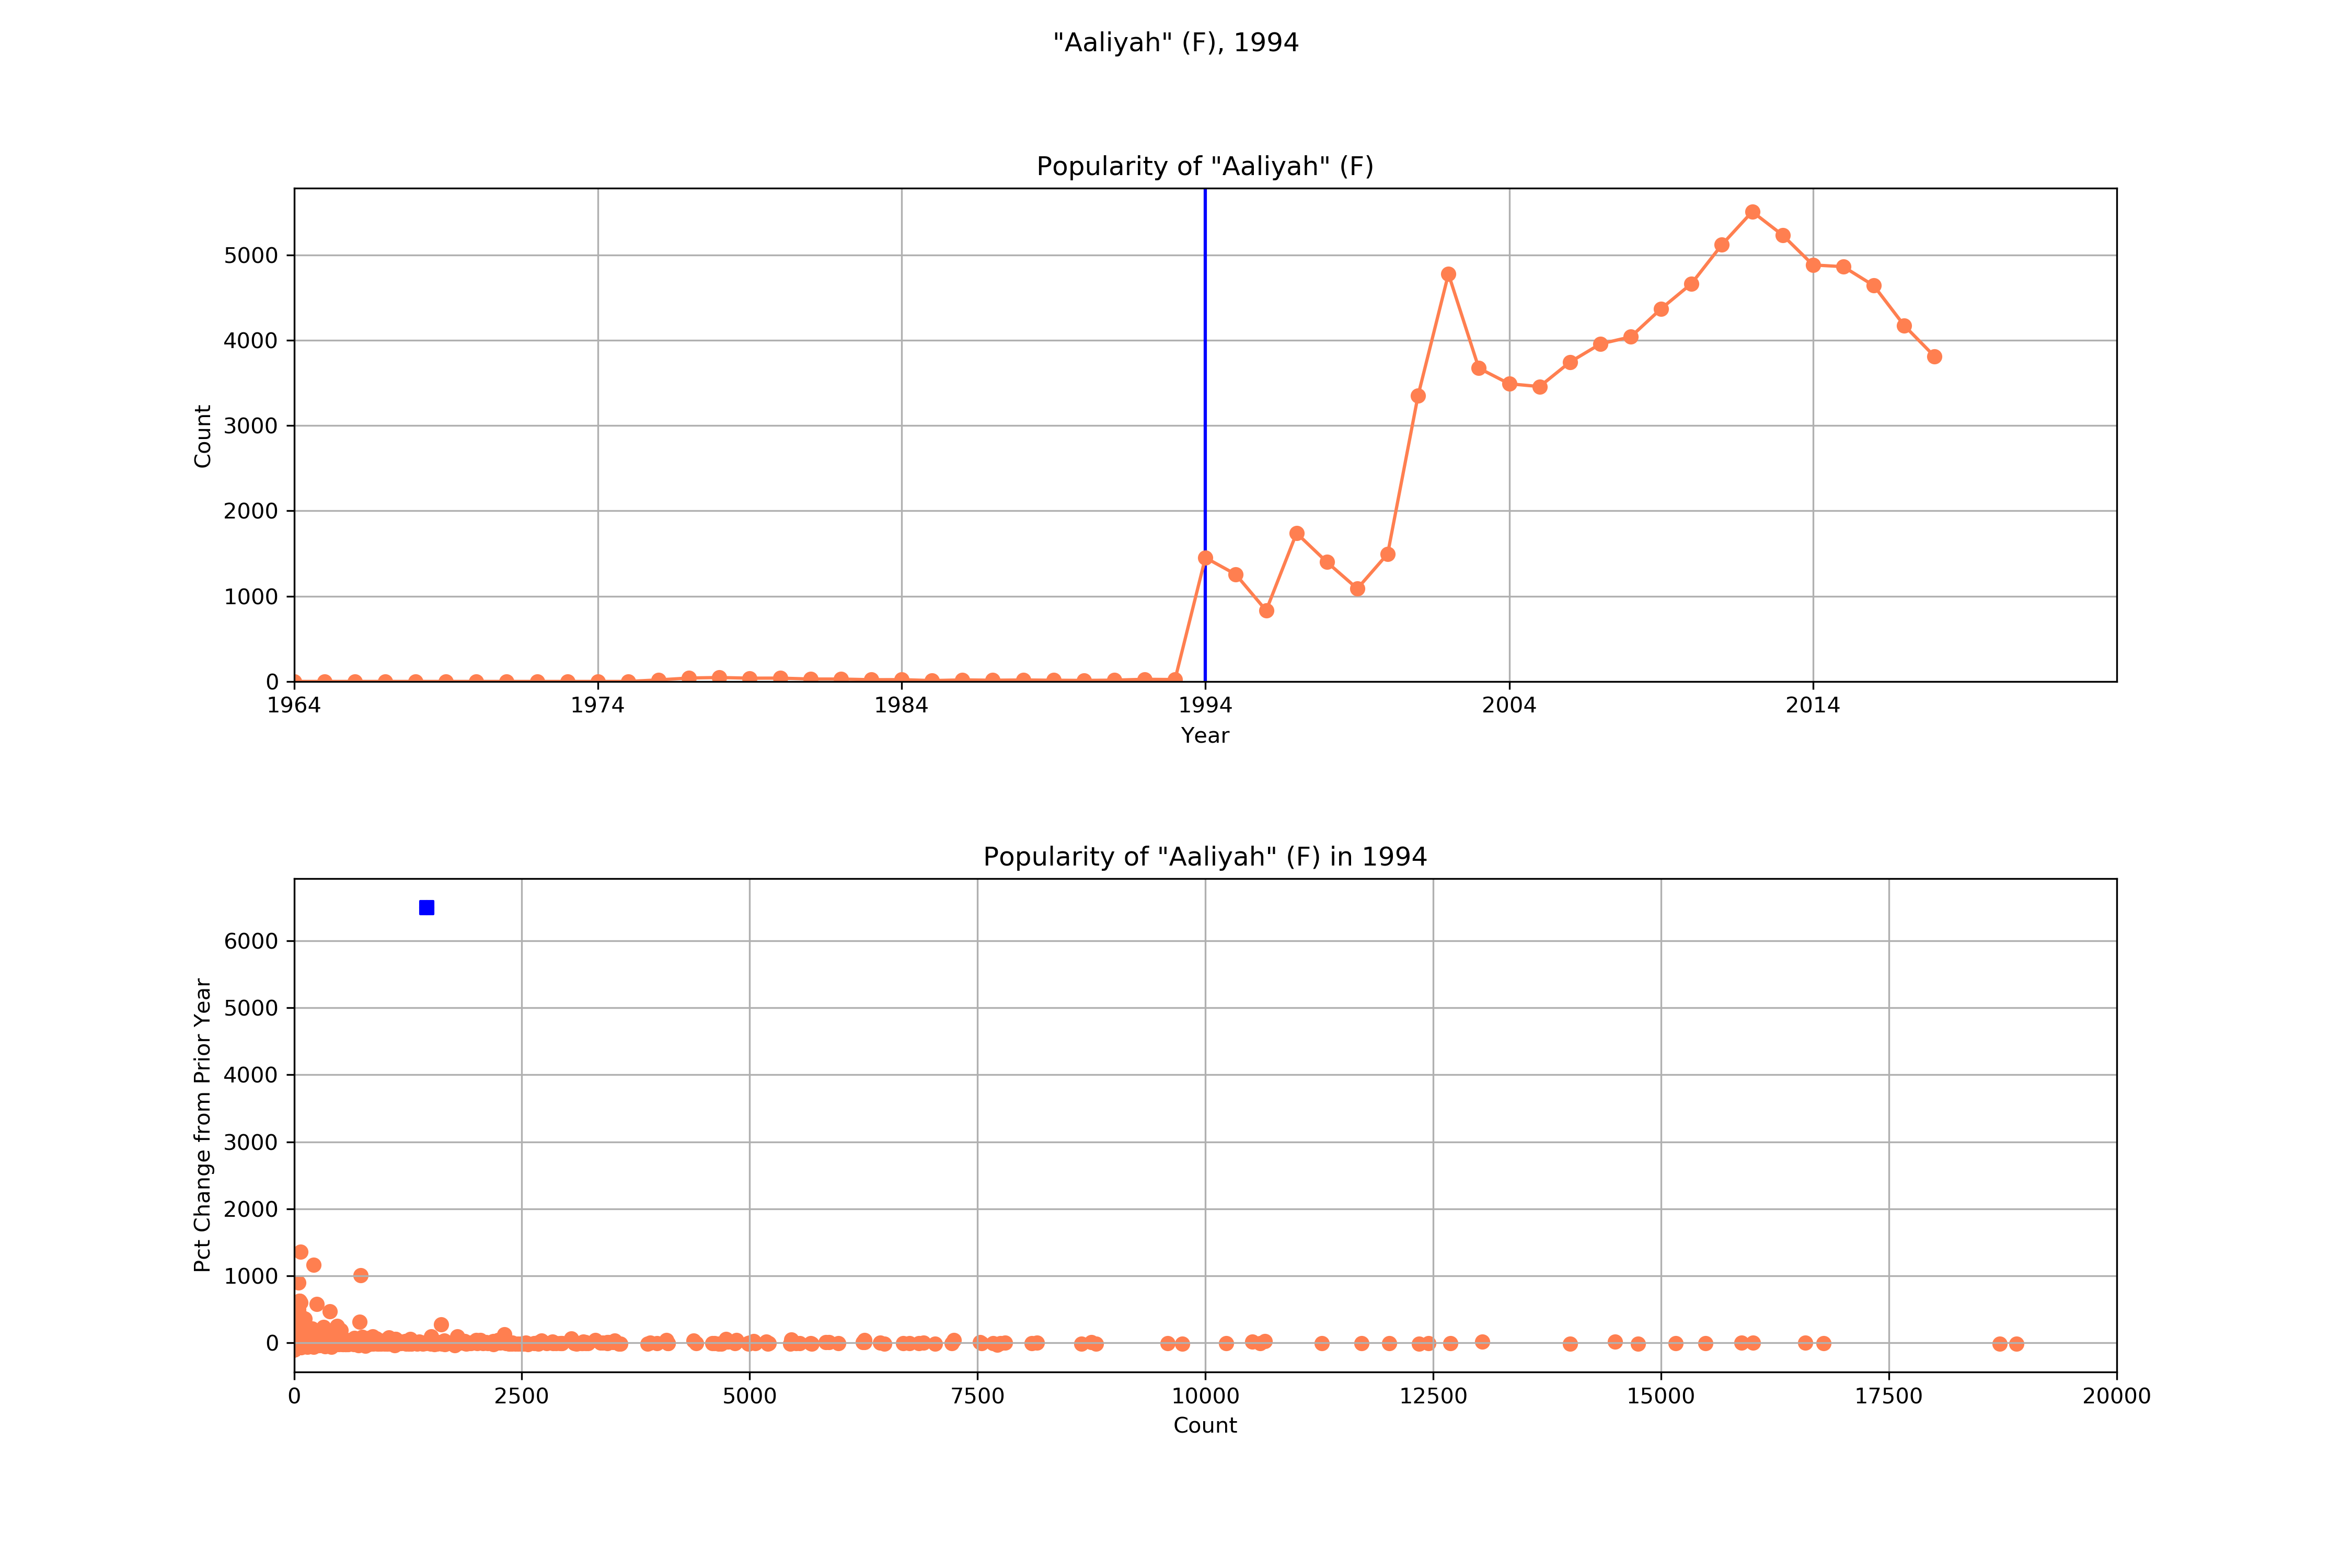 "Aaliyah" (F), 1994
Popularity of "Aaliyah" (F)
5000
4000
3000
2000
1000
0
Count
1964 1974 1984 1994 2004 2014
Year
Popularity of "Aaliyah" (F) in 1994
6000
5000
4000
3000
2000
1000
0
Pct Change from Prior Year
0 2500 5000 7500 10000 12500 15000 17500 20000
Count